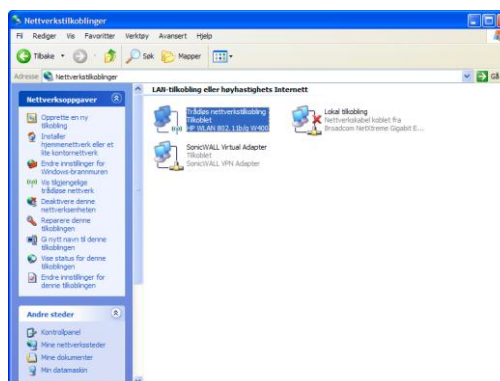 Nettverkstilkoblinger
Fil Rediger Vis Favoritter Verktøy Avansert Hjelp
Tilbake Søk Mapper
Adresse Nettverkstilkoblinger Gå
Nettverksoppgaver
Opprette en ny
tilkobling
Installer
hjemmenettverk eller et
lite kontornettverk
Endre innstillinger for
Windows-brannmuren
Vis tilgjengelige
trådløse nettverk
Deaktivere denne
nettverksenheten
Reparere denne
tilkoblingen
Gi nytt navn til denne
tilkoblingen
Vise status for denne
tilkoblingen
Endre innstillinger for
denne tilkoblingen
Andre steder
Kontrollpanel
Mine nettverkssteder
Mine dokumenter
Min datamaskin
LAN-tilkobling eller høyhastighets Internett
Trådløs nettverkstilkobling
Tilkoblet
HP WLAN 802.11b/g W400
Lokal tilkobling
Nettverkskabel koblet fra
Broadcom NetXtreme Gigabit E...
SonicWALL Virtual Adapter
Tilkoblet
SonicWALL VPN Adapter